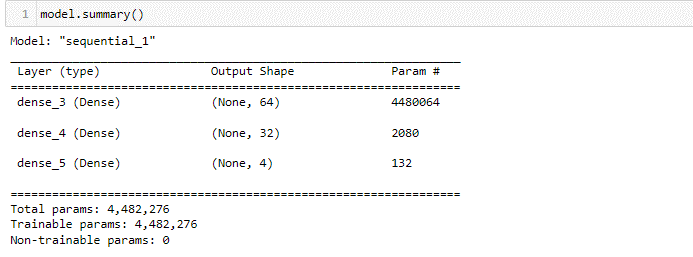 1 model.summary()
Model: "sequential_1"
_________________________________________________________________
Layer (type) Output Shape Param #
=================================================================
dense_3 (Dense) (None, 64) 4480064
dense_4 (Dense) (None, 32) 2080
dense_5 (Dense) (None, 4) 132
=================================================================
Total params: 4,482,276
Trainable params: 4,482,276
Non-trainable params: 0